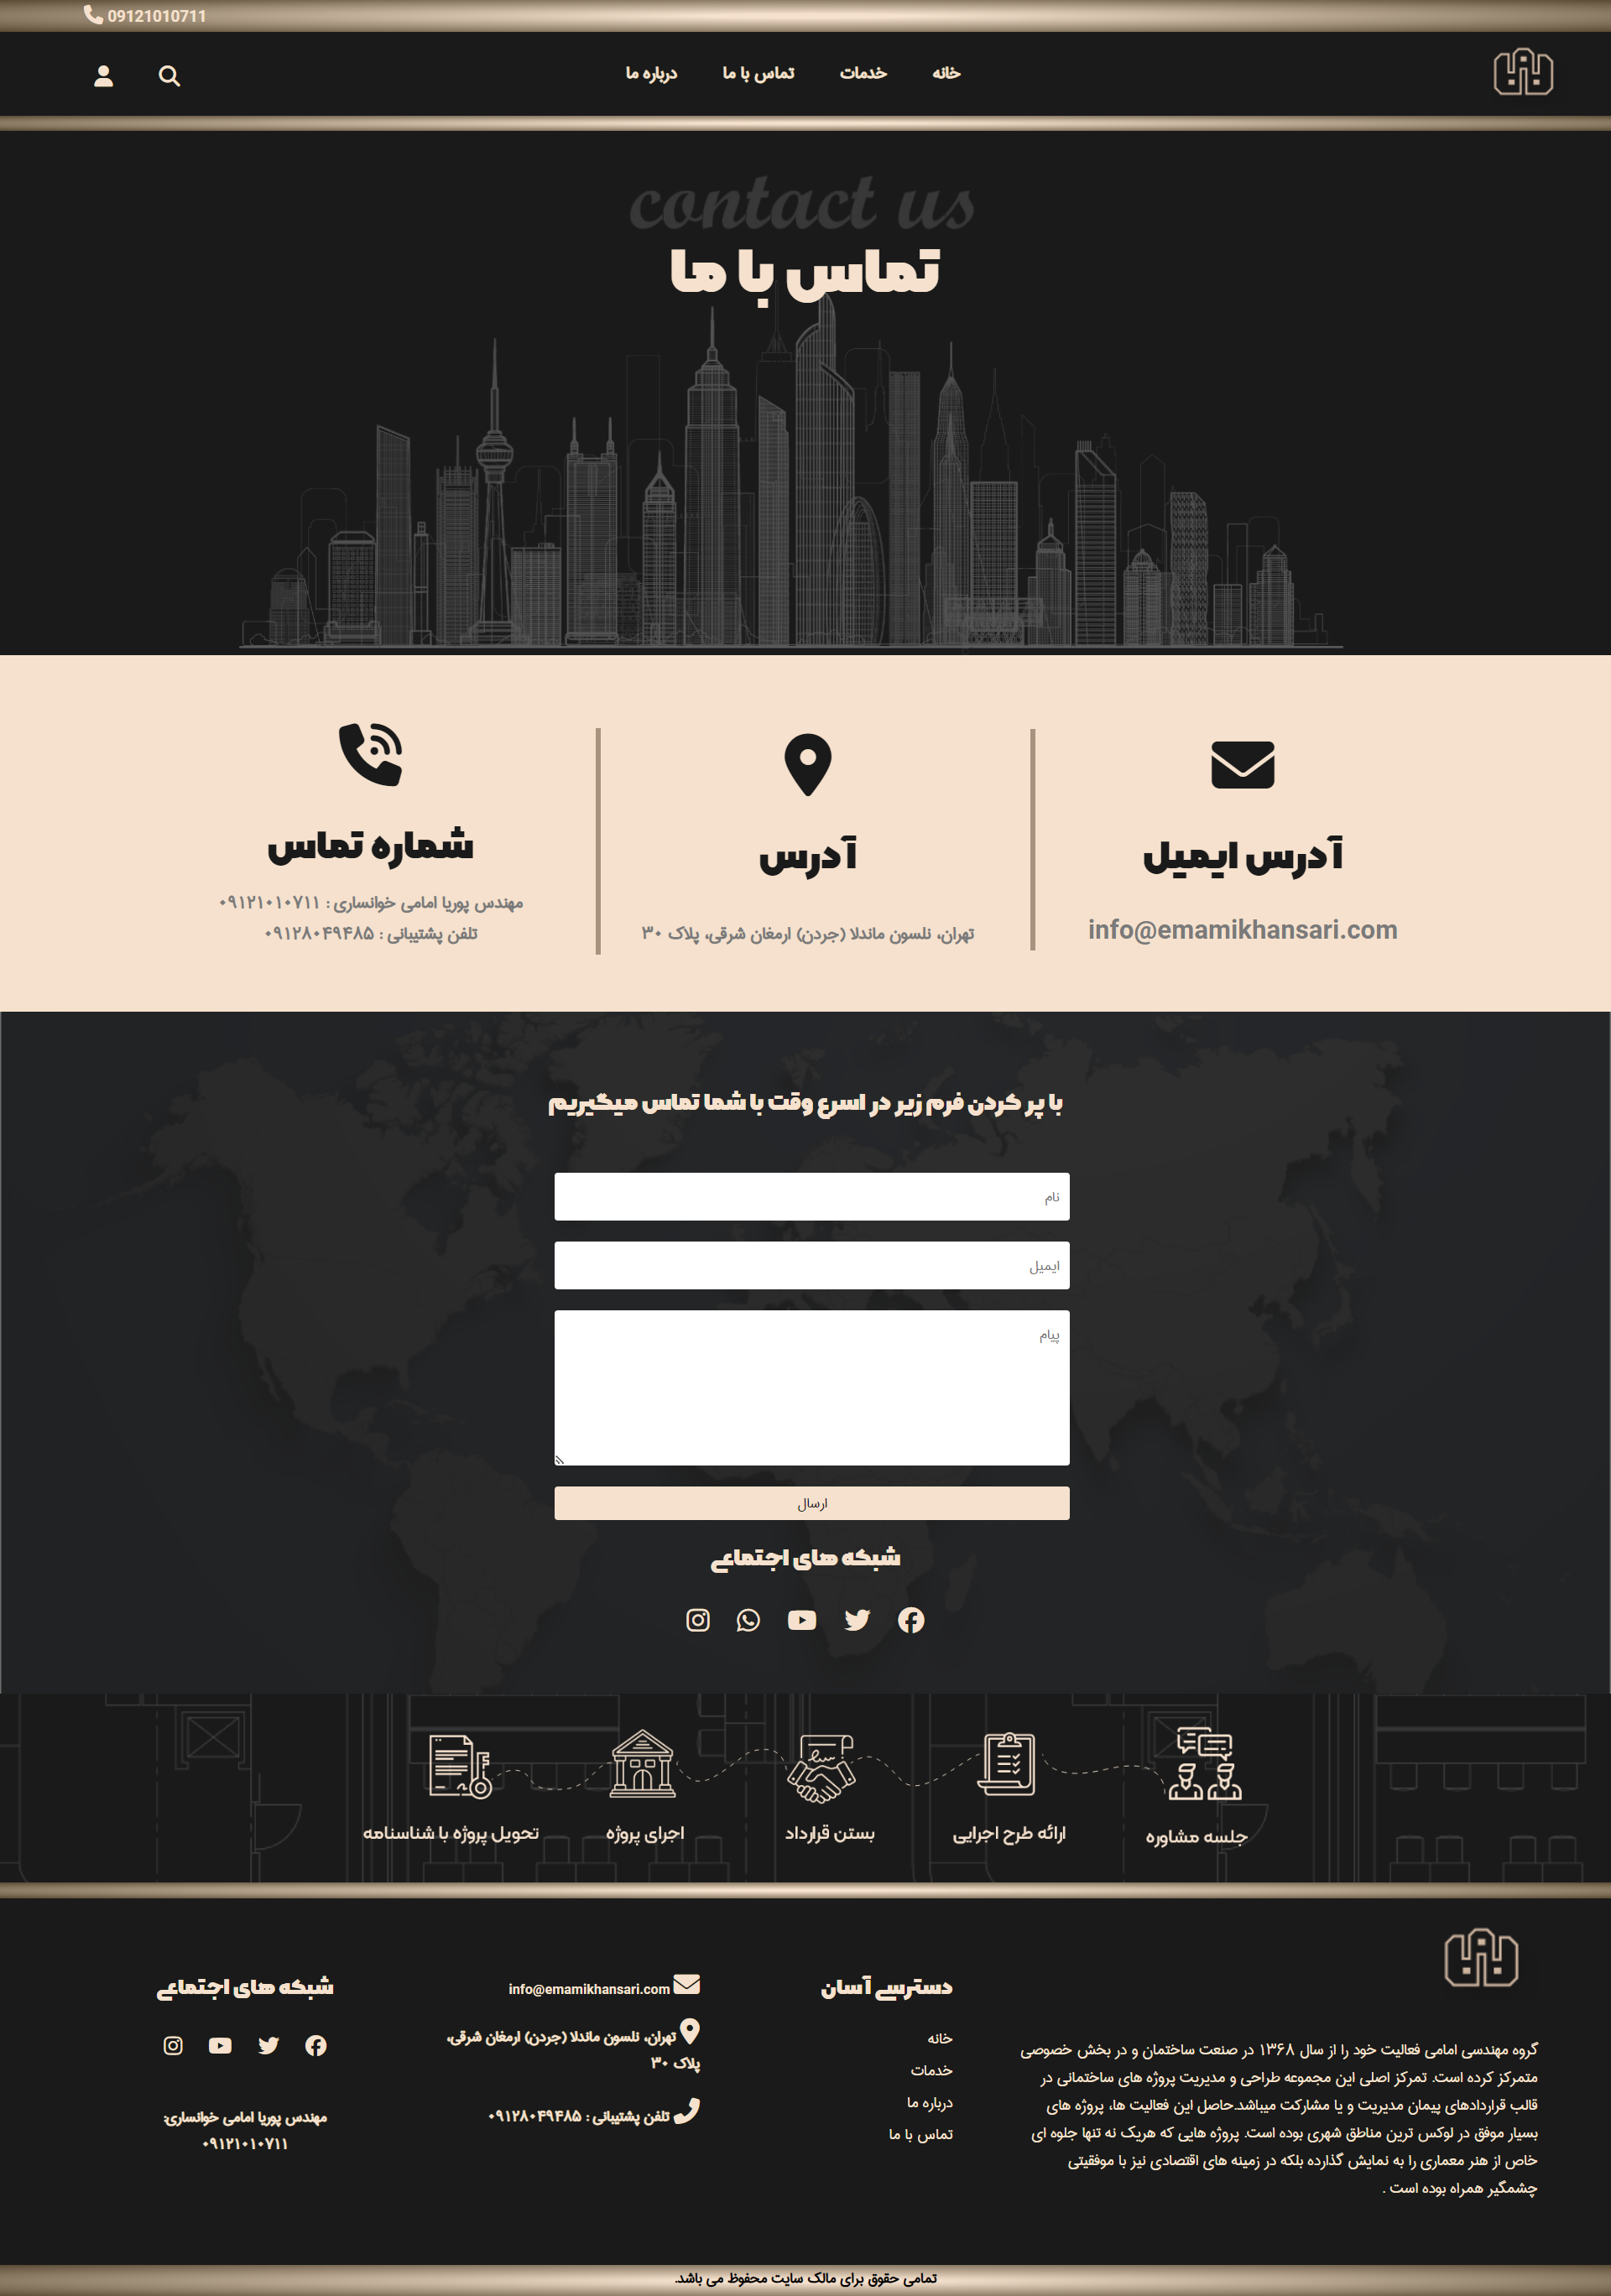 09121010711
خانه
خدمات
تماس با ما
درباره ما
contact us
تماس با ما
آدرس ایمیل
info@emamikhansari.com
آدرس
تهران، نلسون ماندلا (جردن) ارمغان شرقی، پلاک ۳۰
شماره تماس
مهندس پوریا امامی خوانساری : ۰۹۱۲۱۰۱۰۷۱۱
تلفن پشتیبانی : ۰۹۱۲۸۰۴۹۴۸۵
با پر کردن فرم زیر در اسرع وقت با شما تماس میگیریم
نام
ایمیل
پیام
ارسال
شبکه های اجتماعی
جلسه مشاوره
ارائه طرح اجرایی
بستن قرارداد
اجرای پروژه
تحویل پروژه با شناسنامه
گروه مهندسی امامی فعالیت خود را از سال ۱۳۶۸ در صنعت ساختمان و در بخش خصوصی
متمرکز کرده است. تمرکز اصلی این مجموعه طراحی و مدیریت پروژه های ساختمانی در
قالب قراردادهای پیمان مدیریت و یا مشارکت میباشد.حاصل این فعالیت ها، پروژه های
بسیار موفق در لوکس ترین مناطق شهری بوده است. پروژه هایی که هریک نه تنها جلوه ای
خاص از هنر معماری را به نمایش گذارده بلکه در زمینه های اقتصادی نیز با موفقیتی
چشمگیر همراه بوده است .
دسترسی آسان
خانه
خدمات
درباره ما
تماس با ما
info@emamikhansari.com
تهران، نلسون ماندلا (جردن) ارمغان شرقی،
پلاک ۳۰
تلفن پشتیبانی : ۰۹۱۲۸۰۴۹۴۸۵
شبکه های اجتماعی
مهندس پوریا امامی خوانساری:
۰۹۱۲۱۰۱۰۷۱۱
تمامی حقوق برای مالک سایت محفوظ می باشد.